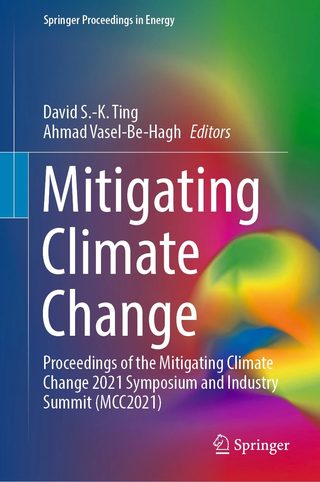 Springer Proceedings in Energy
David S.-K. Ting
Ahmad Vasel-Be-Hagh Editors
Mitigating
Climate
Change
Proceedings of the Mitigating Climate
Change 2021 Symposium and Industry
Summit (MCC2021)
Springer